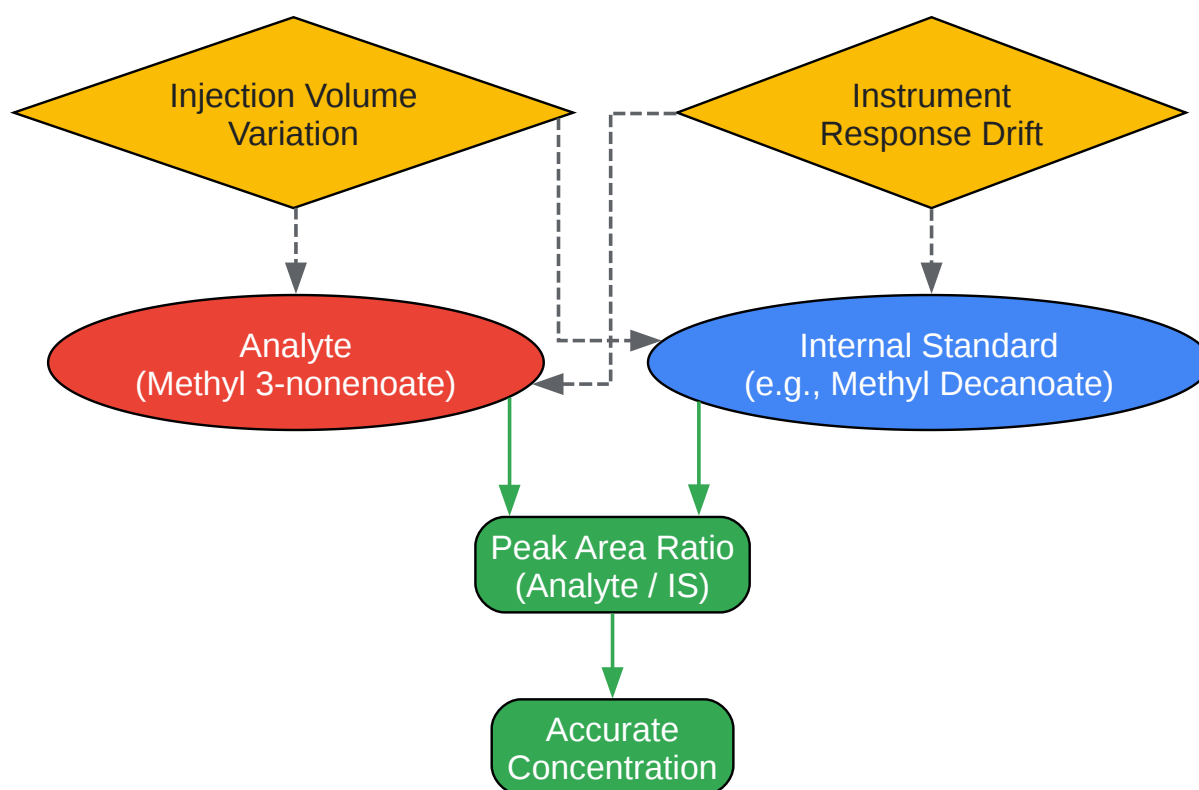 Injection Volume
Variation
Instrument
Response Drift
Analyte
(Methyl 3-nonenoate)
Internal Standard
(e.g., Methyl Decanoate)
Peak Area Ratio
(Analyte / IS)
Accurate
Concentration